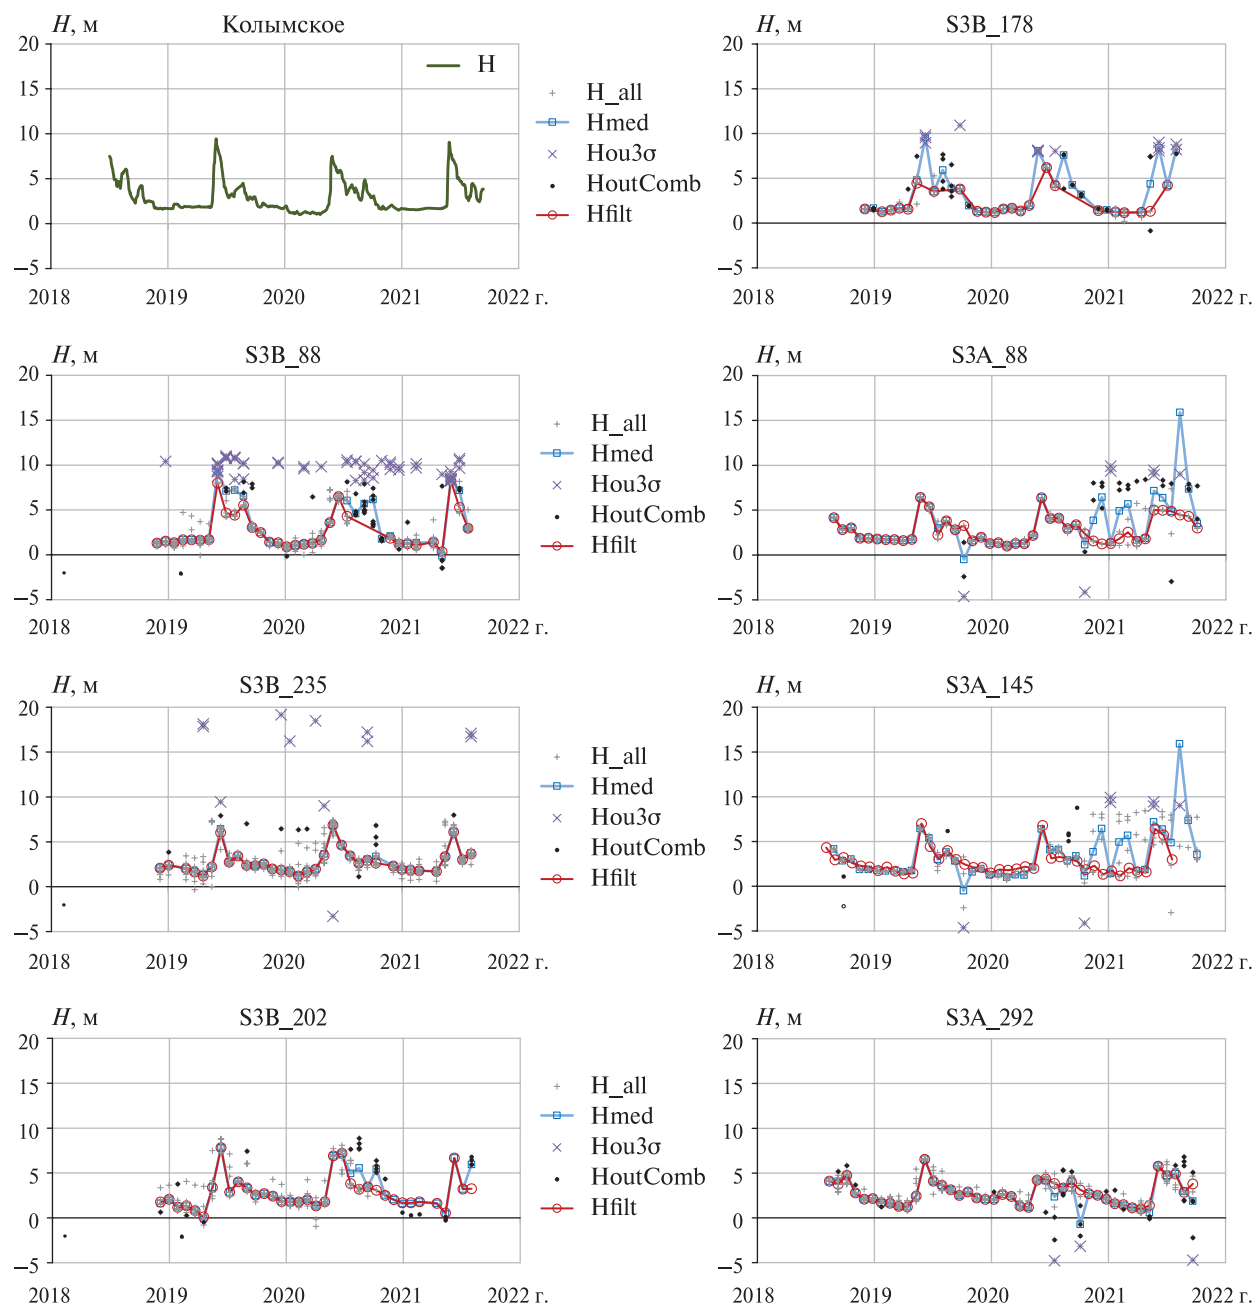 H, м
Колымское
20
15
10
5
0
–5
2018
2019
2020
2021
2022 г.
H
H, м
S3B_178
20
15
10
5
0
–5
2018
2019
2020
2021
2022 г.
H_all
Hmed
Hou3σ
HoutComb
Hfilt
H, м
S3B_88
20
15
10
5
0
–5
2018
2019
2020
2021
2022 г.
H, м
S3A_88
20
15
10
5
0
–5
2018
2019
2020
2021
2022 г.
H_all
Hmed
Hou3σ
HoutComb
Hfilt
H, м
S3B_235
20
15
10
5
0
–5
2018
2019
2020
2021
2022 г.
H, м
S3A_145
20
15
10
5
0
–5
2018
2019
2020
2021
2022 г.
H_all
Hmed
Hou3σ
HoutComb
Hfilt
H, м
S3B_202
20
15
10
5
0
–5
2018
2019
2020
2021
2022 г.
H, м
S3A_292
20
15
10
5
0
–5
2018
2019
2020
2021
2022 г.
H_all
Hmed
Hou3σ
HoutComb
Hfilt